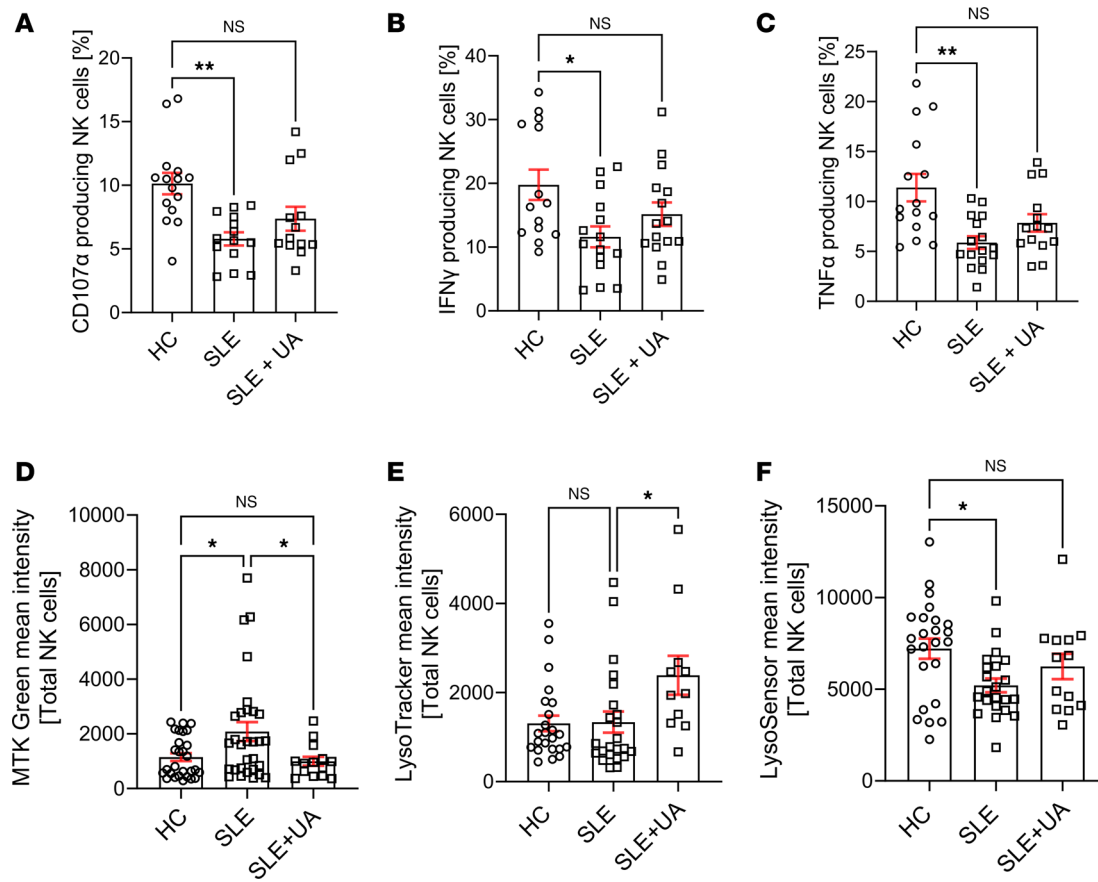 A
CD107α producing NK cells [%]
20
15
10
5
0
NS
**
HC
SLE
SLE + UA
B
IFNγ producing NK cells [%]
40
30
20
10
0
NS
*
HC
SLE
SLE + UA
C
TNFα producing NK cells [%]
25
20
15
10
5
0
NS
**
HC
SLE
SLE + UA
D
MTK Green mean intensity
[Total NK cells]
10000
8000
6000
4000
2000
0
NS
*
*
HC
SLE
SLE+UA
E
LysoTracker mean intensity
[Total NK cells]
6000
4000
2000
0
NS
*
HC
SLE
SLE+UA
F
LysoSensor mean intensity
[Total NK cells]
15000
10000
5000
0
NS
*
HC
SLE
SLE+UA